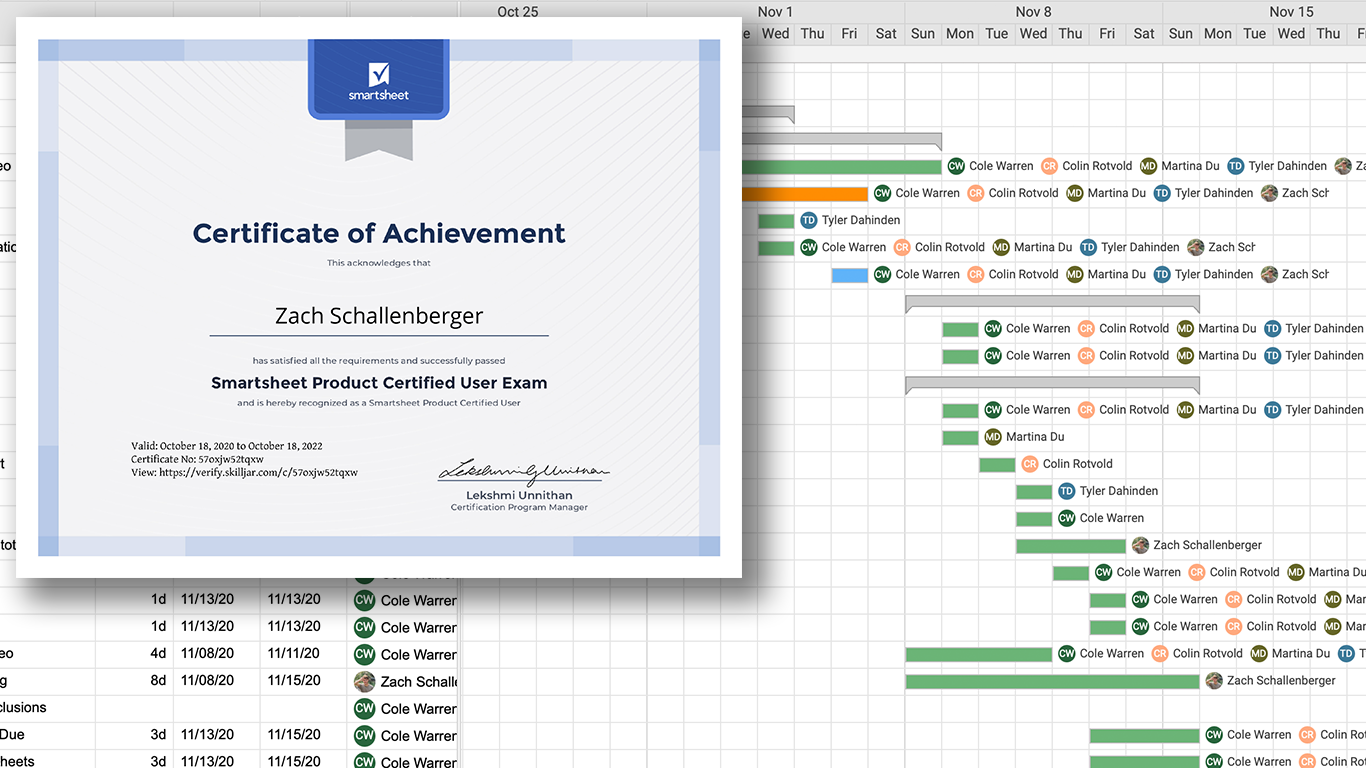 Oct 25 Nov 1 Nov 8 Nov 15
Wed Thu Fri Sat Sun Mon Tue Wed Thu Fri Sat Sun Mon Tue Wed Thu
smartsheet
Certificate of Achievement
This acknowledges that
Zach Schallenberger
has satisfied all the requirements and successfully passed
Smartsheet Product Certified User Exam
and is hereby recognized as a Smartsheet Product Certified User
Valid: October 18, 2020 to October 18, 2022
Certificate No: 57oxjw52tqxw
View: https://verify.skilljar.com/c/57oxjw52tqxw
Lekshmi Unnithan
Lekshmi Unnithan
Certification Program Manager
eo CW Cole Warren CR Colin Rotvold MD Martina Du TD Tyler Dahinden Za
CW Cole Warren CR Colin Rotvold MD Martina Du TD Tyler Dahinden Zach Sch
TD Tyler Dahinden
atio CW Cole Warren CR Colin Rotvold MD Martina Du TD Tyler Dahinden Zach Sch
CW Cole Warren CR Colin Rotvold MD Martina Du TD Tyler Dahinden Zach Sch
CW Cole Warren CR Colin Rotvold MD Martina Du TD Tyler Dahinden
CW Cole Warren CR Colin Rotvold MD Martina Du TD Tyler Dahinden
CW Cole Warren CR Colin Rotvold MD Martina Du TD Tyler Dahinden
MD Martina Du
t CR Colin Rotvold
TD Tyler Dahinden
CW Cole Warren
tot Zach Schallenberger
CW Cole Warren CR Colin Rotvold MD Martina Du
1d 11/13/20 11/13/20 CW Cole Warren CW Cole Warren CR Colin Rotvold MD Mar
1d 11/13/20 11/13/20 CW Cole Warren CW Cole Warren CR Colin Rotvold MD Mar
eo 4d 11/08/20 11/11/20 CW Cole Warren CW Cole Warren CR Colin Rotvold MD Martina Du TD T
g 8d 11/08/20 11/15/20 Zach Schalle Zach Schallenberger
clusions CW Cole Warren
Due 3d 11/13/20 11/15/20 CW Cole Warren CW Cole Warren CR Colin Ro
heets 3d 11/13/20 11/15/20 CW Cole Warren CW Cole Warren CR Colin Ro